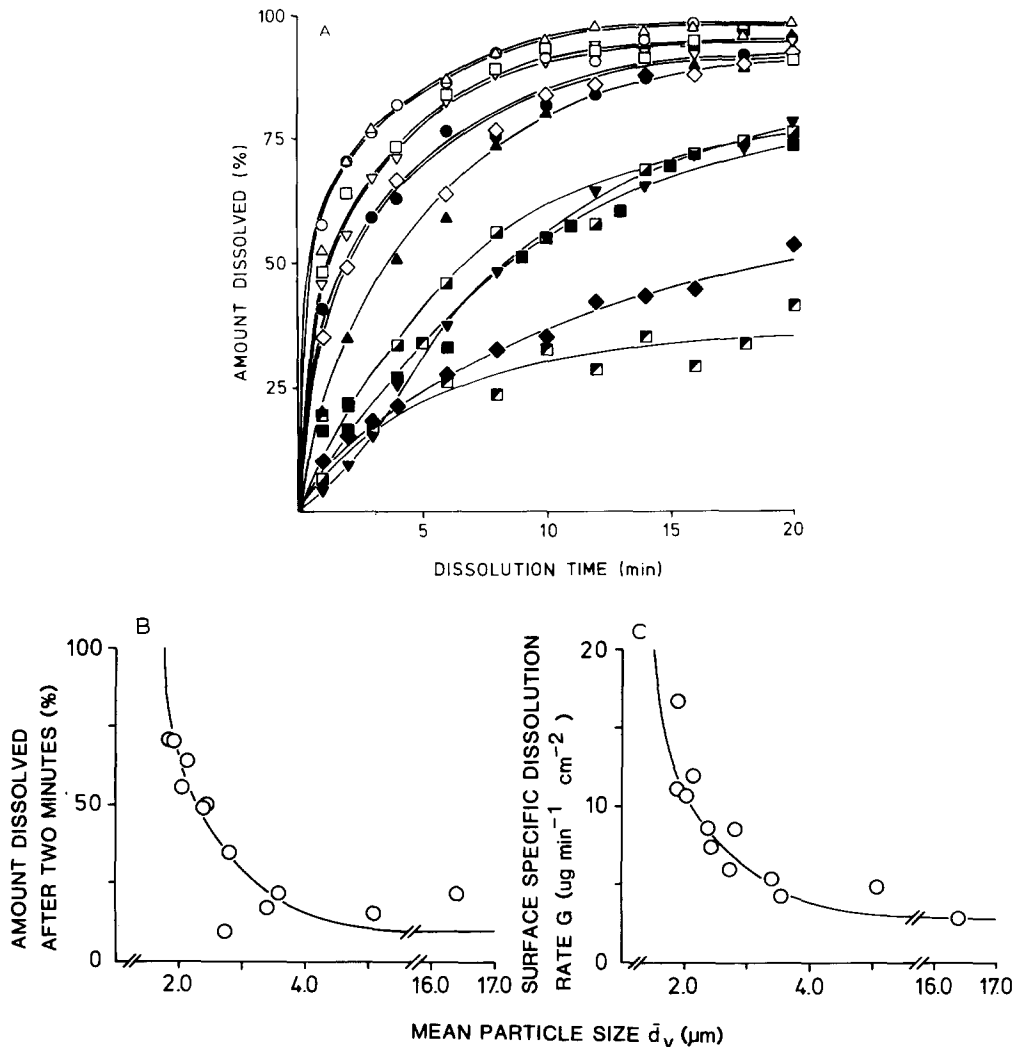 A
100
75
50
25
AMOUNT DISSOLVED (%)
5
10
15
20
DISSOLUTION TIME (min)
B
100
50
0
AMOUNT DISSOLVED
AFTER TWO MINUTES (%)
2.0
4.0
16.0
17.0
C
20
10
0
SURFACE SPECIFIC DISSOLUTION
RATE G (ug min⁻¹ cm⁻²)
2.0
4.0
16.0
17.0
MEAN PARTICLE SIZE d̄ᵥ (µm)